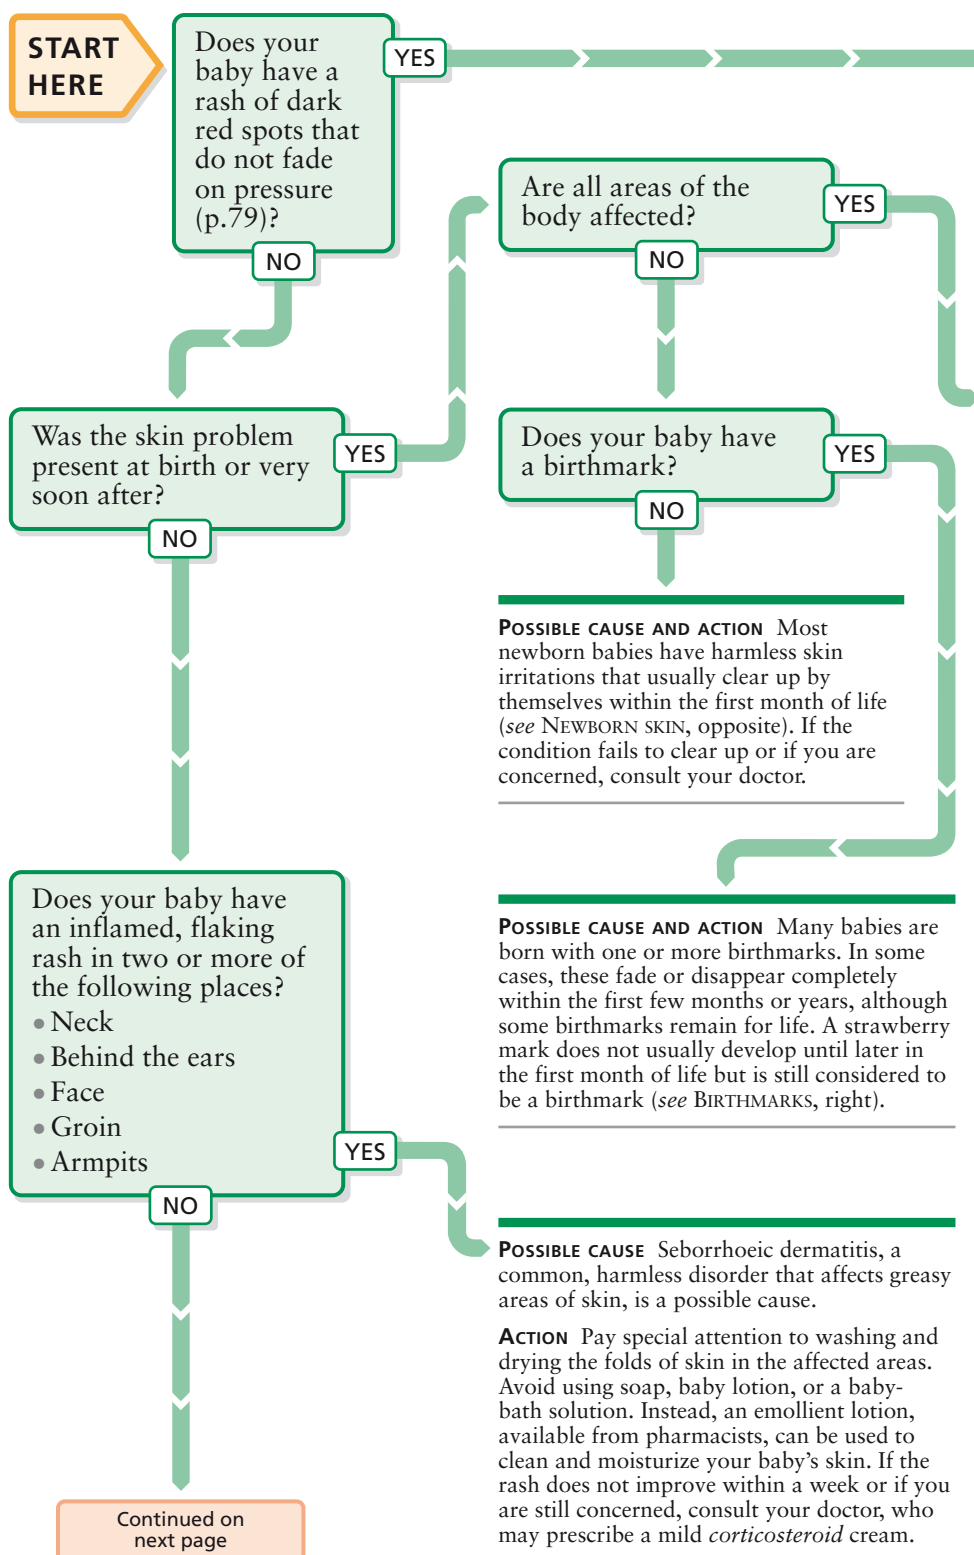 START
HERE
Does your
baby have a
rash of dark
red spots that
do not fade
on pressure
(p.79)?
YES
NO
Are all areas of the
body affected?
YES
NO
Was the skin problem
present at birth or very
soon after?
YES
NO
Does your baby have
a birthmark?
YES
NO
POSSIBLE CAUSE AND ACTION Most
newborn babies have harmless skin
irritations that usually clear up by
themselves within the first month of life
(see NEWBORN SKIN, opposite). If the
condition fails to clear up or if you are
concerned, consult your doctor.
Does your baby have
an inflamed, flaking
rash in two or more of
the following places?
• Neck
• Behind the ears
• Face
• Groin
• Armpits
YES
NO
POSSIBLE CAUSE AND ACTION Many babies are
born with one or more birthmarks. In some
cases, these fade or disappear completely
within the first few months or years, although
some birthmarks remain for life. A strawberry
mark does not usually develop until later in
the first month of life but is still considered to
be a birthmark (see BIRTHMARKS, right).
POSSIBLE CAUSE Seborrhoeic dermatitis, a
common, harmless disorder that affects greasy
areas of skin, is a possible cause.
ACTION Pay special attention to washing and
drying the folds of skin in the affected areas.
Avoid using soap, baby lotion, or a baby-
bath solution. Instead, an emollient lotion,
available from pharmacists, can be used to
clean and moisturize your baby's skin. If the
rash does not improve within a week or if you
are still concerned, consult your doctor, who
may prescribe a mild corticosteroid cream.
Continued on
next page